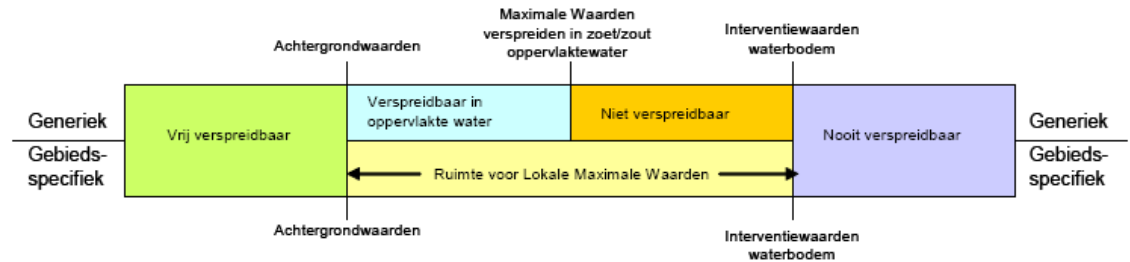 Maximale Waarden
verspreiden in zoet/zout
oppervlaktewater
Achtergrondwaarden
Interventiewaarden
waterbodem
Generiek
Gebieds-
specifiek
Vrij verspreidbaar
Verspreidbaar in
oppervlakte water
Niet verspreidbaar
Nooit verspreidbaar
Ruimte voor Lokale Maximale Waarden
Generiek
Gebieds-
specifiek
Achtergrondwaarden
Interventiewaarden
waterbodem